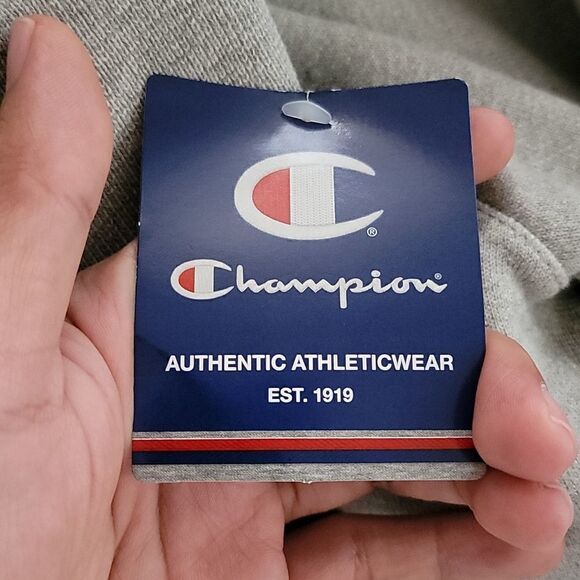 C®
Champion®
AUTHENTIC ATHLETICWEAR
EST. 1919